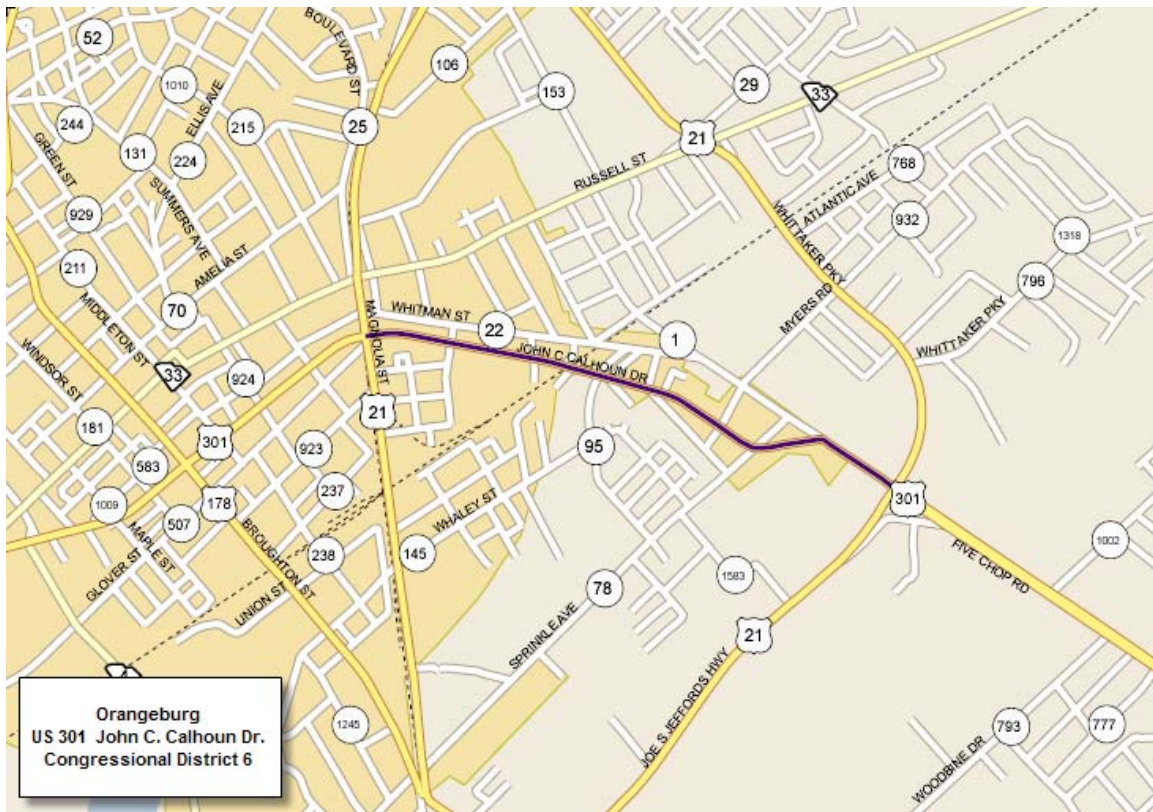 BOULEVARD ST
52
106
1010
ELLIS AVE
153
29
33
244
215
25
21
GREEN ST
131
224
RUSSELL ST
768
SUMMERS AVE
ATLANTIC AVE
929
932
WHITTAKER PKY
1318
211
AMELIA ST
796
MIDDLETON ST
70
MAGNOLIA ST
WHITMAN ST
22
MYERS RD
1
WHITTAKER PKY
WINDSOR ST
33
924
JOHN C CALHOUN DR
21
181
301
923
95
583
237
178
301
1009
507
WHALEY ST
MAPLE ST
BROUGHTON ST
238
145
FIVE CHOP RD
1002
GLOVER ST
UNION ST
78
1583
SPRINKLE AVE
21
4
JOE S JEFFORDS HWY
1245
793
777
WOODBINE DR
Orangeburg
US 301 John C. Calhoun Dr.
Congressional District 6